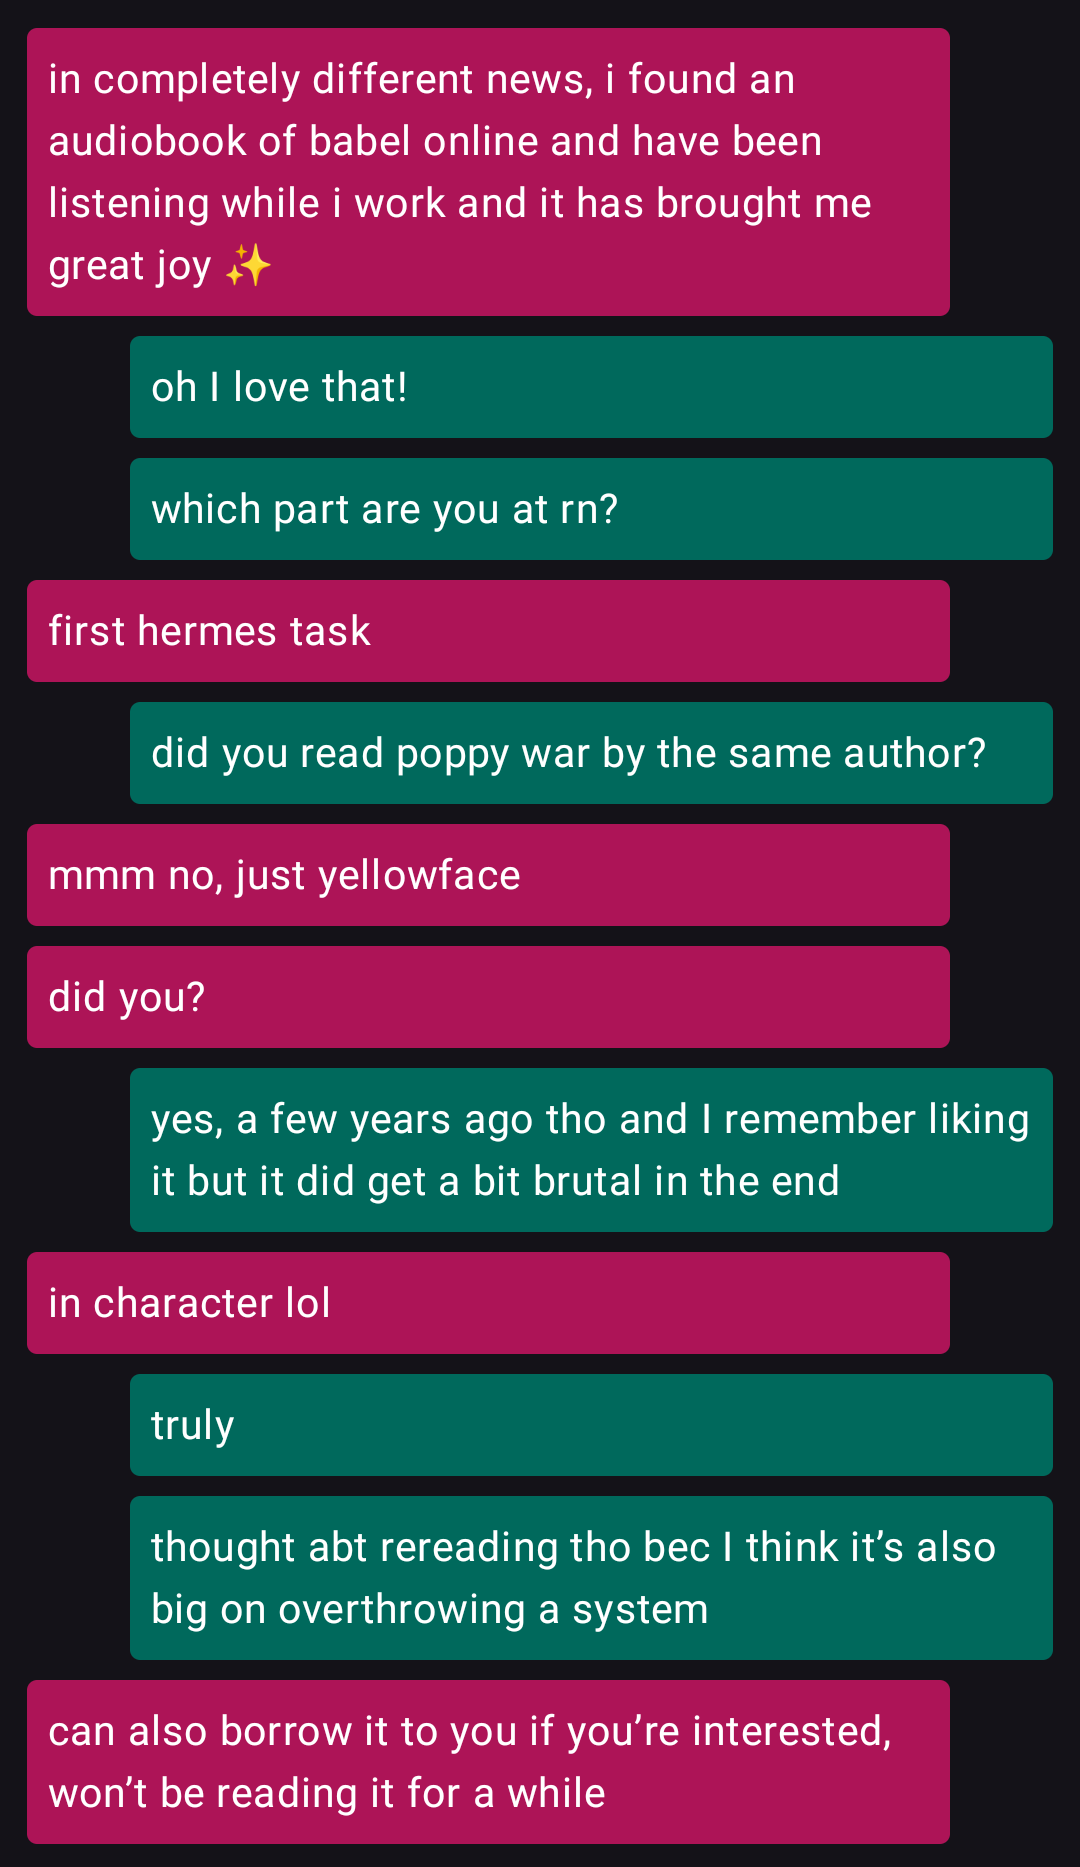 in completely different news, i found an
audiobook of babel online and have been
listening while i work and it has brought me
great joy ✨
oh I love that!
which part are you at rn?
first hermes task
did you read poppy war by the same author?
mmm no, just yellowface
did you?
yes, a few years ago tho and I remember liking
it but it did get a bit brutal in the end
in character lol
truly
thought abt rereading tho bec I think it’s also
big on overthrowing a system
can also borrow it to you if you’re interested,
won’t be reading it for a while